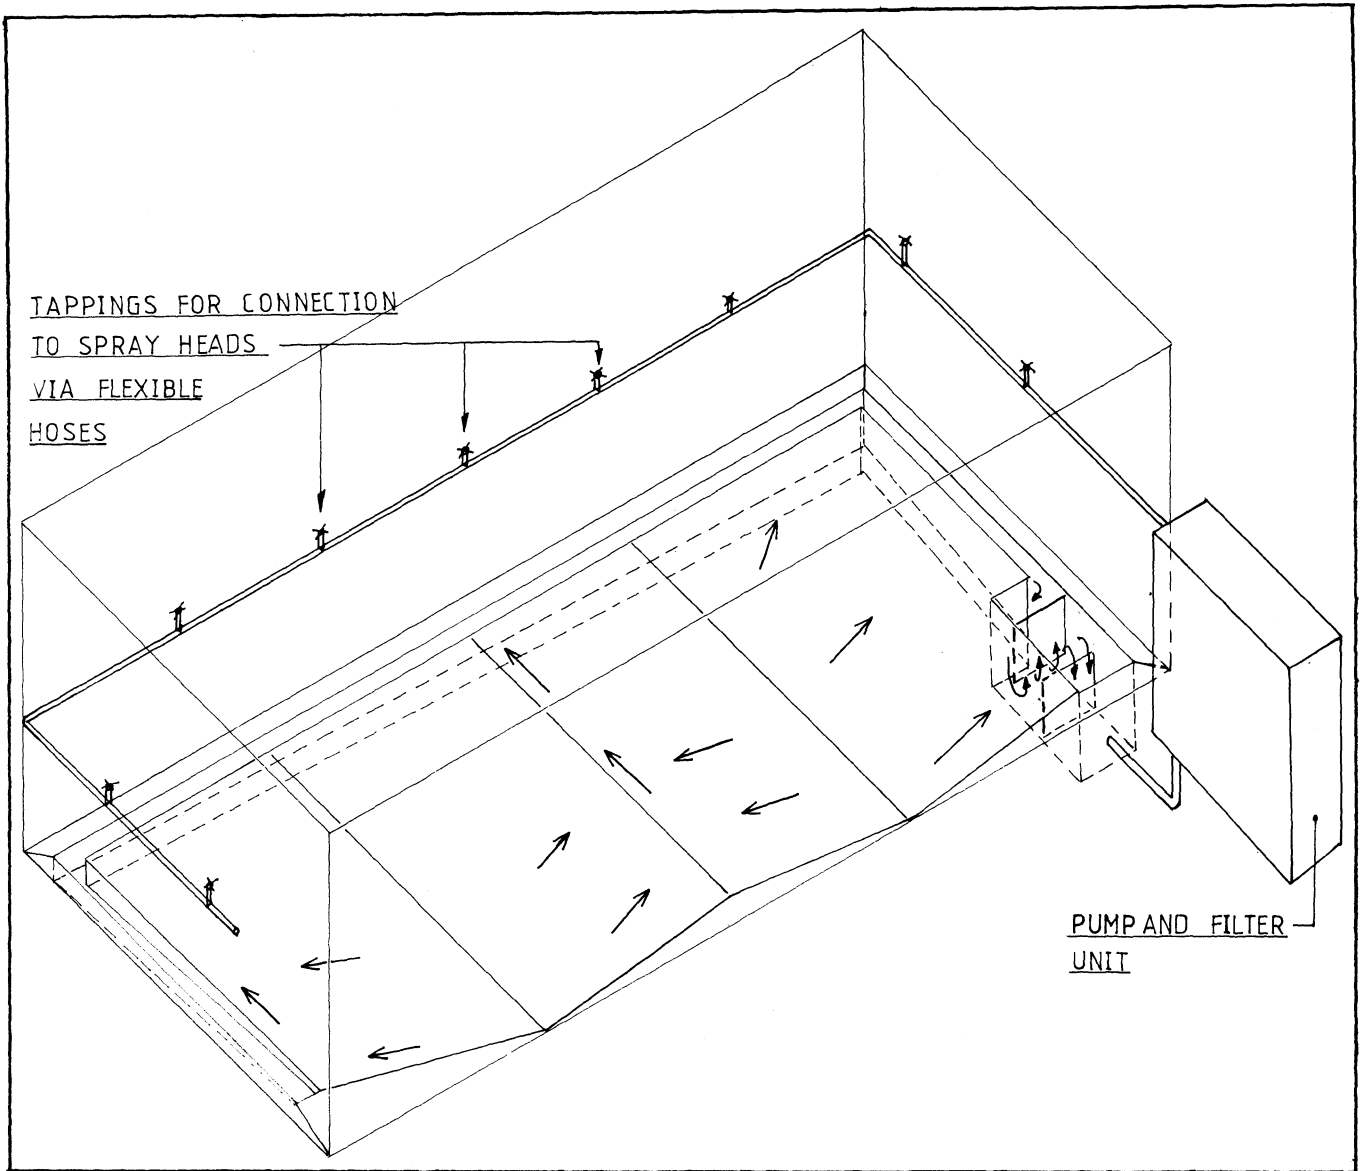 TAPPINGS FOR CONNECTION
TO SPRAY HEADS
VIA FLEXIBLE
HOSES
PUMP AND FILTER
UNIT